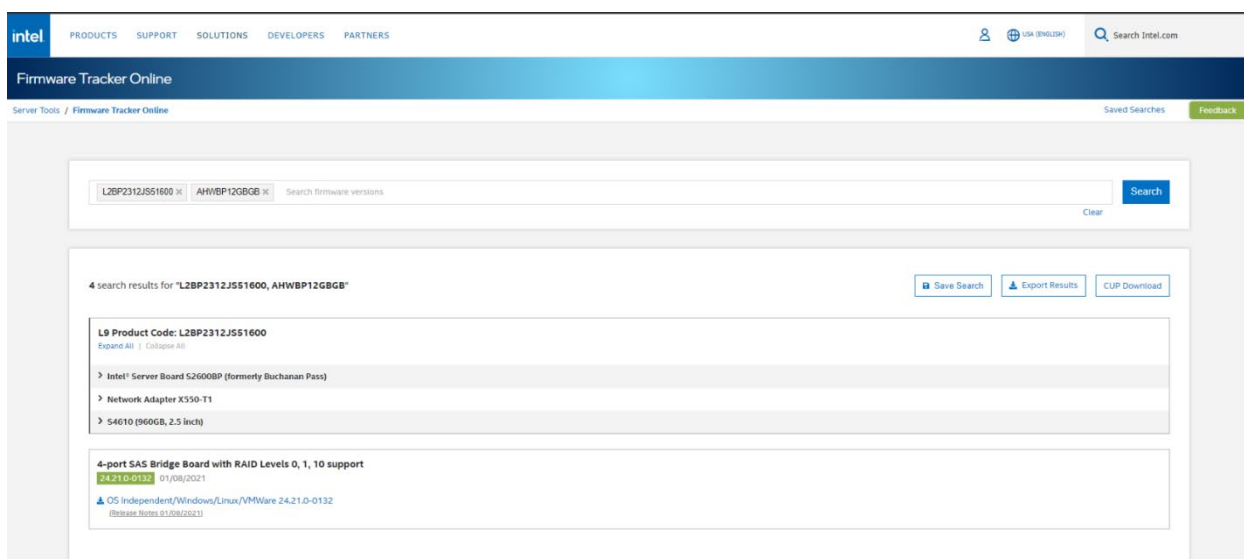 intel
PRODUCTS SUPPORT SOLUTIONS DEVELOPERS PARTNERS
USA (ENGLISH)
Search Intel.com
Firmware Tracker Online
Server Tools / Firmware Tracker Online
Saved Searches
Feedback
L2BP2312JS51600 × AHWBP12GBGB × Search firmware versions
Search
Clear
4 search results for "L2BP2312JS51600, AHWBP12GBGB"
Save Search
Export Results
CUP Download
L9 Product Code: L2BP2312JS51600
Expand All | Collapse All
> Intel® Server Board S2600BP (formerly Buchanan Pass)
> Network Adapter X550-T1
> S4610 (960GB, 2.5 inch)
4-port SAS Bridge Board with RAID Levels 0, 1, 10 support
24.21.0-0132 01/08/2021
OS Independent/Windows/Linux/VMWare 24.21.0-0132
(Release Notes 01/08/2021)